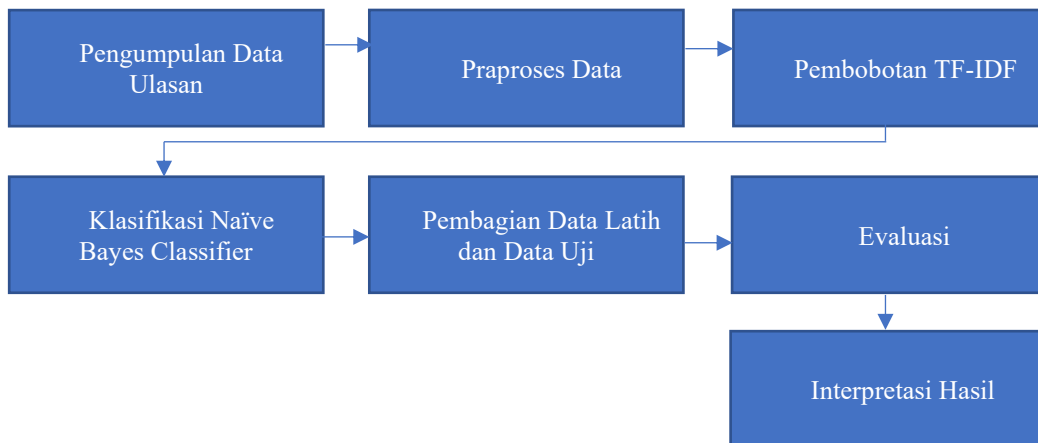 Pengumpulan Data
Ulasan
Praproses Data
Pembobotan TF-IDF
Klasifikasi Naïve
Bayes Classifier
Pembagian Data Latih
dan Data Uji
Evaluasi
Interpretasi Hasil